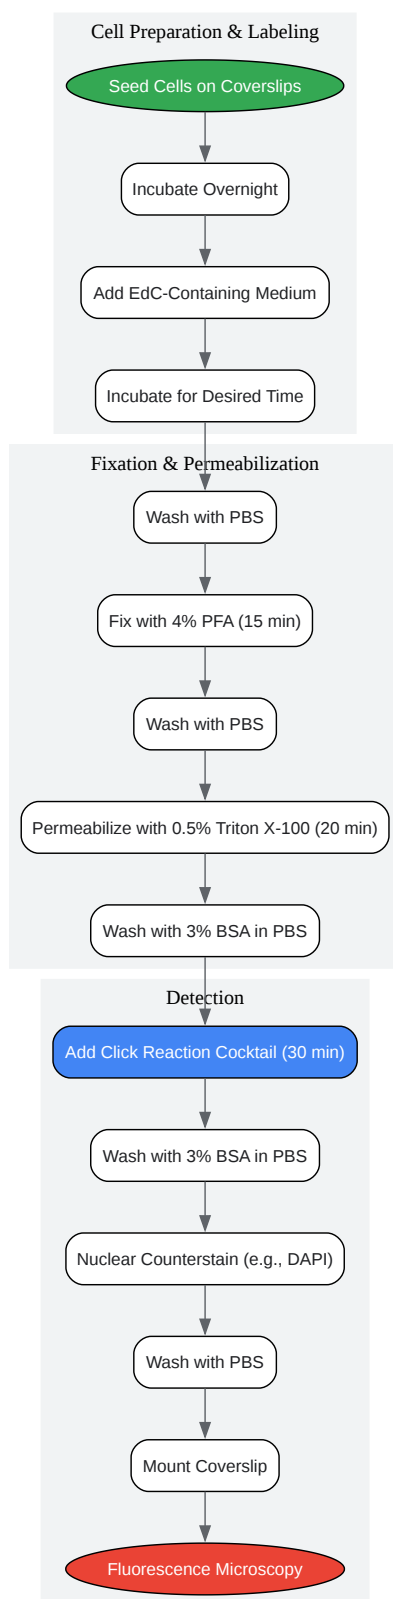 Cell Preparation & Labeling
Seed Cells on Coverslips
Incubate Overnight
Add EdC-Containing Medium
Incubate for Desired Time
Fixation & Permeabilization
Wash with PBS
Fix with 4% PFA (15 min)
Wash with PBS
Permeabilize with 0.5% Triton X-100 (20 min)
Wash with 3% BSA in PBS
Detection
Add Click Reaction Cocktail (30 min)
Wash with 3% BSA in PBS
Nuclear Counterstain (e.g., DAPI)
Wash with PBS
Mount Coverslip
Fluorescence Microscopy